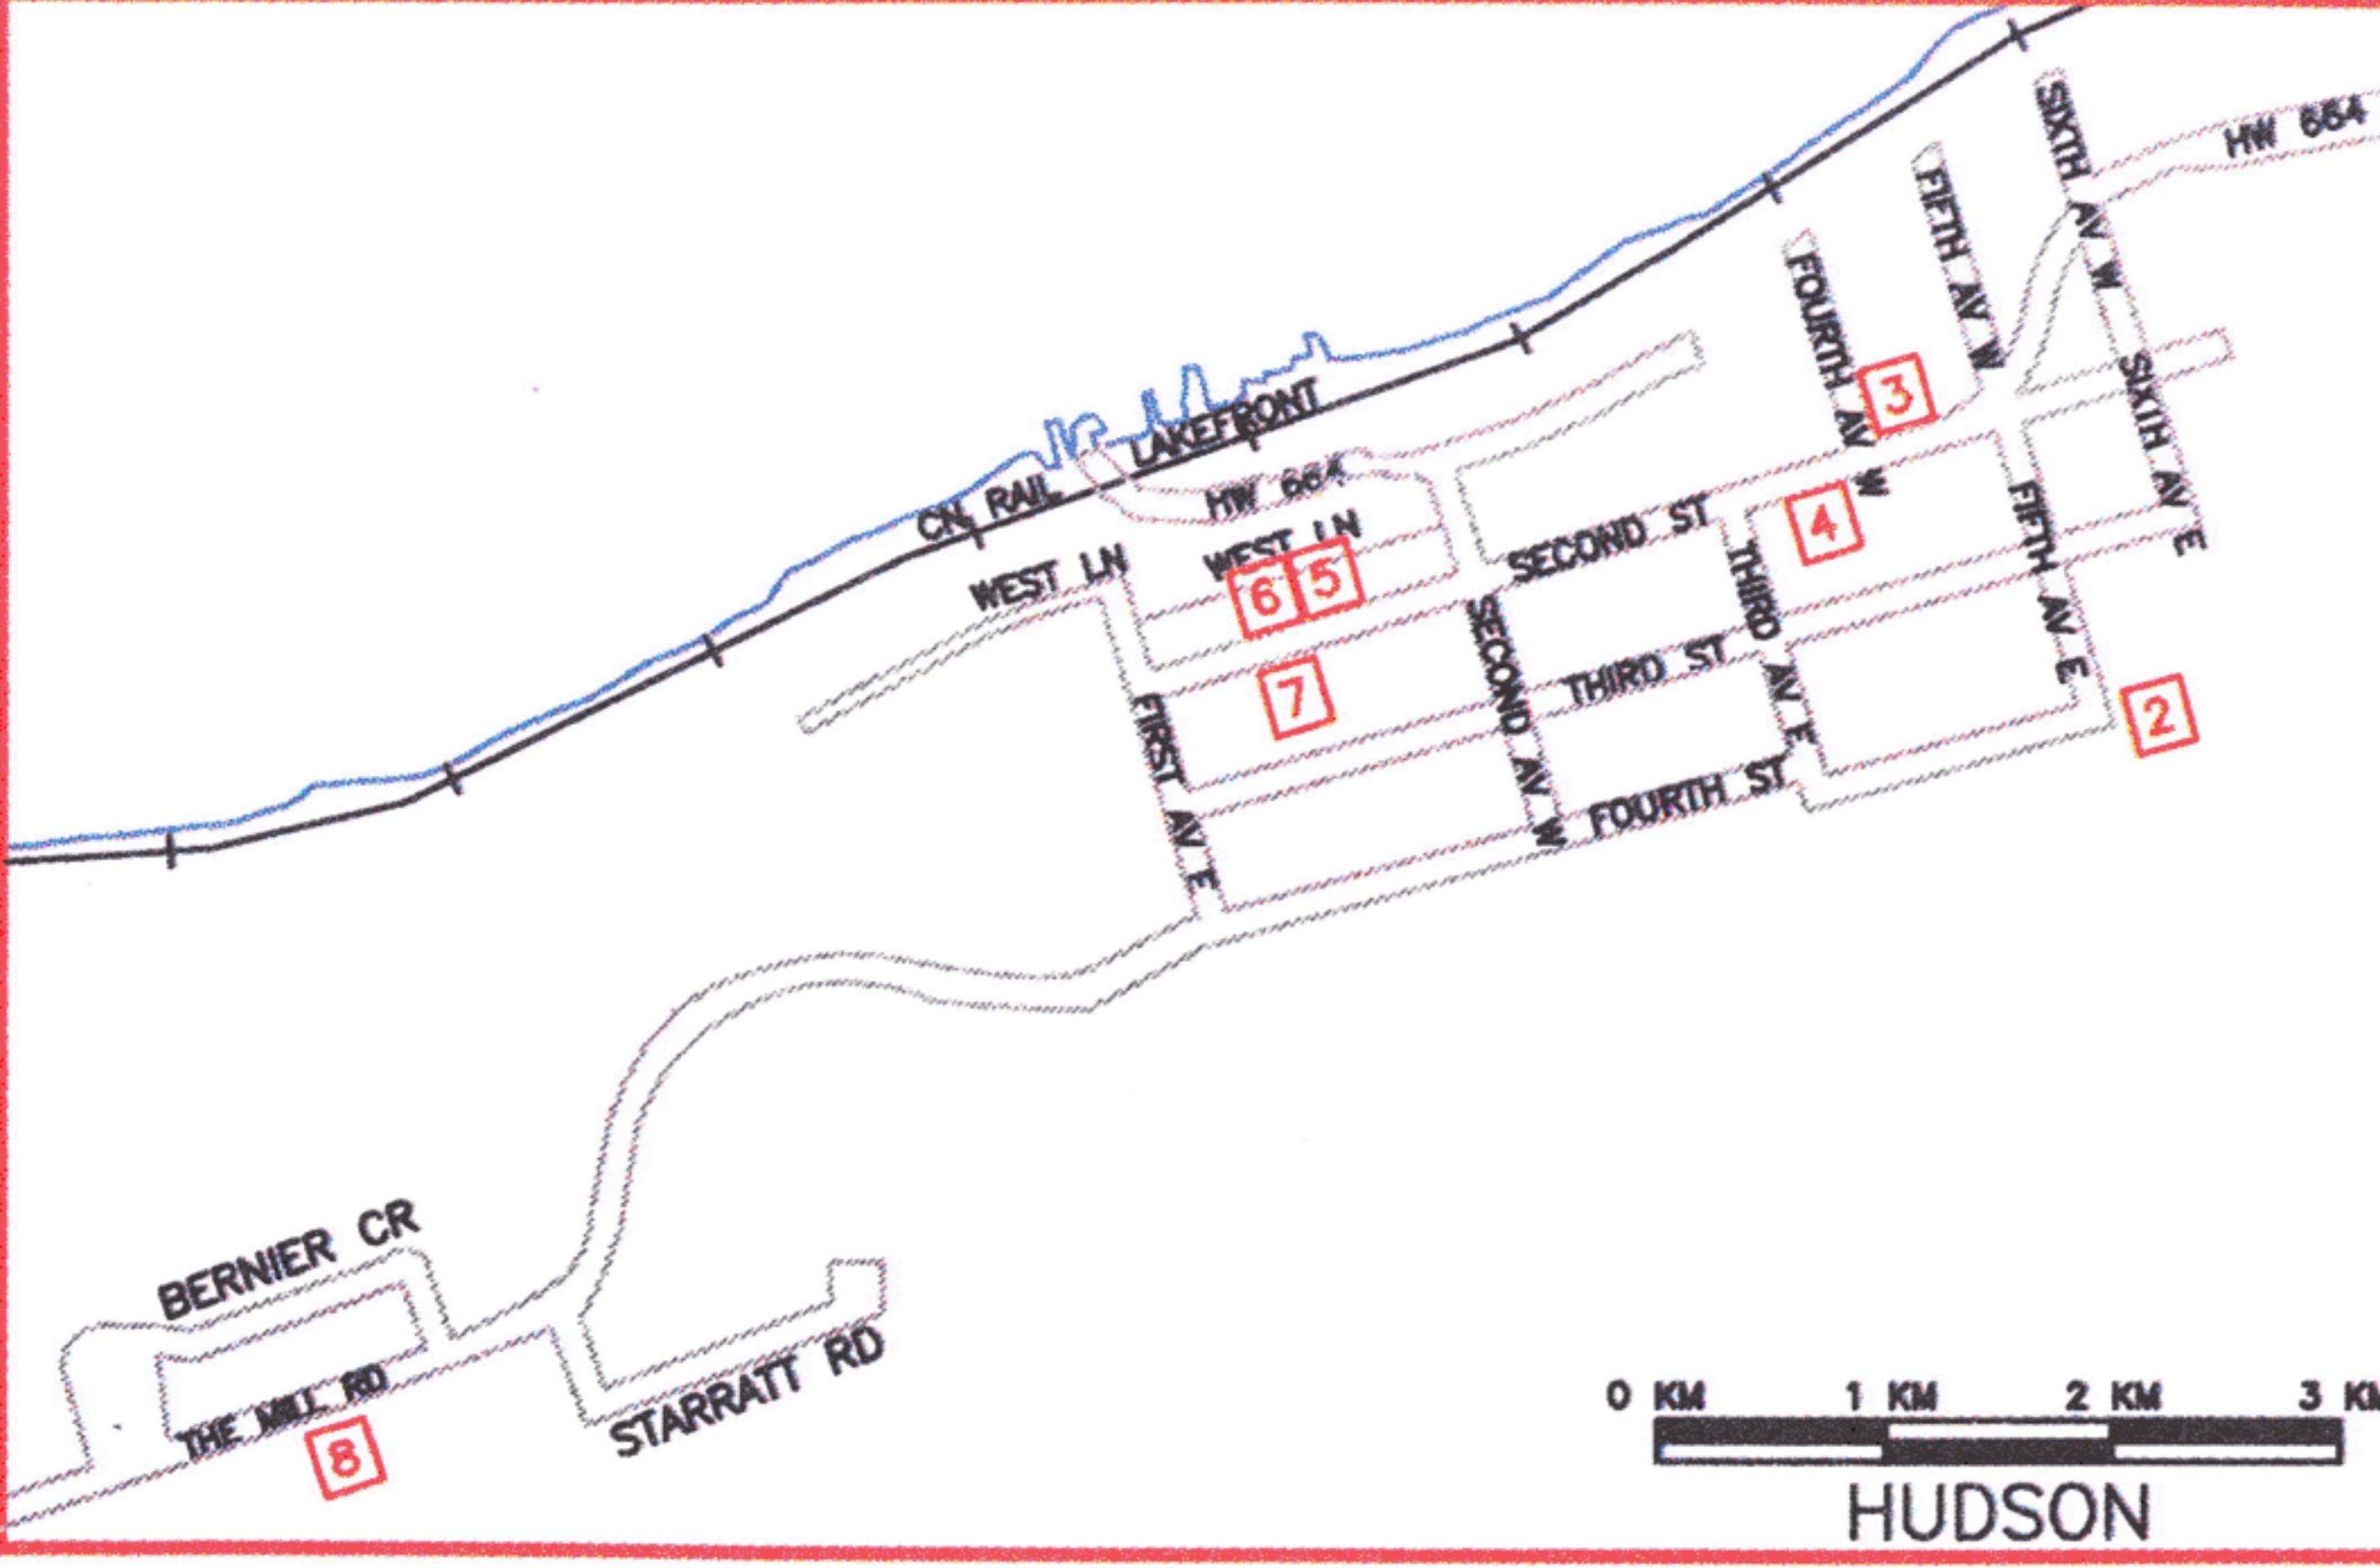 SIXTH AV W
HW 664
FIFTH AV W
FOURTH AV W
3
SIXTH AV E
LAKEFRONT
CN RAIL
HW 664
WEST LN
WEST LN
6
5
SECOND ST
4
THIRD AV E
FIFTH AV E
SECOND AV W
THIRD ST
7
2
FIRST AV E
FOURTH ST
BERNIER CR
THE MILL RD
8
STARRATT RD
0 KM 1 KM 2 KM 3 KM
HUDSON